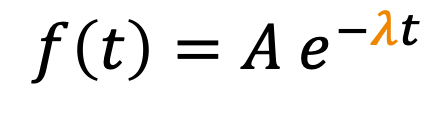 f(t) = A e^{-λt}